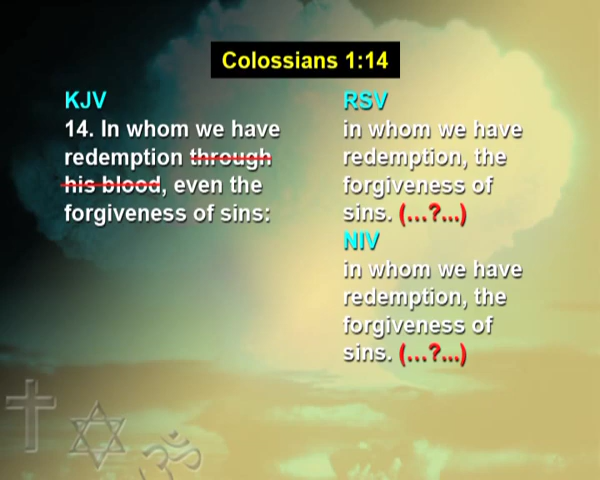 Colossians 1:14
KJV
14. In whom we have
redemption through
his blood, even the
forgiveness of sins:
RSV
in whom we have
redemption, the
forgiveness of
sins. (...?...)
NIV
in whom we have
redemption, the
forgiveness of
sins. (...?...)
ॐ